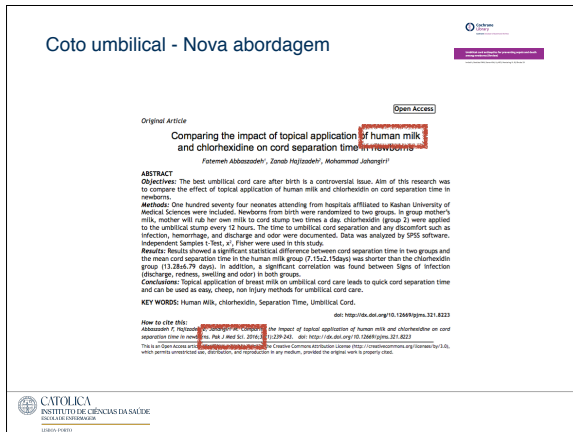 Coto umbilical - Nova abordagem
Cochrane
Library
Open Access
Original Article
Comparing the impact of topical application of human milk
and chlorhexidine on cord separation time in newborns
Fatemeh Abbaszadeh¹, Zanab Hajizadeh², Mohammad Jahangiri³
ABSTRACT
Objectives: The best umbilical cord care after birth is a controversial issue. Aim of this research was
to compare the effect of topical application of human milk and chlorhexidin on cord separation time in
newborns.
Methods: One hundred seventy four neonates attending from hospitals affiliated to Kashan University of
Medical Sciences were included. Newborns from birth were randomized to two groups. In group mother's
milk, mother will rub her own milk to cord stump two times a day. chlorhexidin (group 2) were applied
to the umbilical stump every 12 hours. The time to umbilical cord separation and any discomfort such as
infection, hemorrhage, and discharge and odor were documented. Data was analyzed by SPSS software.
Independent Samples t-Test, x², Fisher were used in this study.
Results: Results showed a significant statistical difference between cord separation time in two groups and
the mean cord separation time in the human milk group (7.15±2.15days) was shorter than the chlorhexidin
group (13.28±6.79 days). In addition, a significant correlation was found between Signs of infection
(discharge, redness, swelling and odor) in both groups.
Conclusions: Topical application of breast milk on umbilical cord care leads to quick cord separation time
and can be used as easy, cheep, non injury methods for umbilical cord care.
KEY WORDS: Human Milk, chlorhexidin, Separation Time, Umbilical Cord.
doi: http://dx.doi.org/10.12669/pjms.321.8223
How to cite this:
Abbaszadeh F, Hajizadeh Z, Jahangiri M. Comparing the impact of topical application of human milk and chlorhexidine on cord
separation time in newborns. Pak J Med Sci. 2016;32(1):239-243. doi: http://dx.doi.org/10.12669/pjms.321.8223
This is an Open Access article the Creative Commons Attribution License (http://creativecommons.org/licenses/by/3.0),
which permits unrestricted use, distribution, and reproduction in any medium, provided the original work is properly cited.
CATOLICA
INSTITUTO DE CIÊNCIAS DA SAÚDE
ESCOLA DE ENFERMAGEM
LISBOA·PORTO